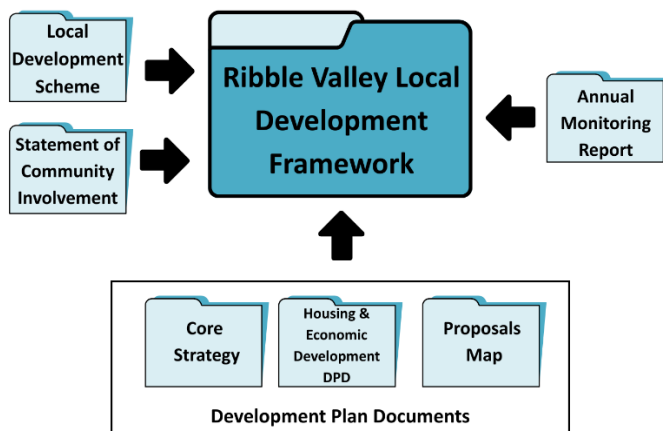 Local
Development
Scheme
Ribble Valley Local
Development
Framework
Annual
Monitoring
Report
Statement of
Community
Involvement
Core
Strategy
Housing &
Economic
Development
DPD
Proposals
Map
Development Plan Documents